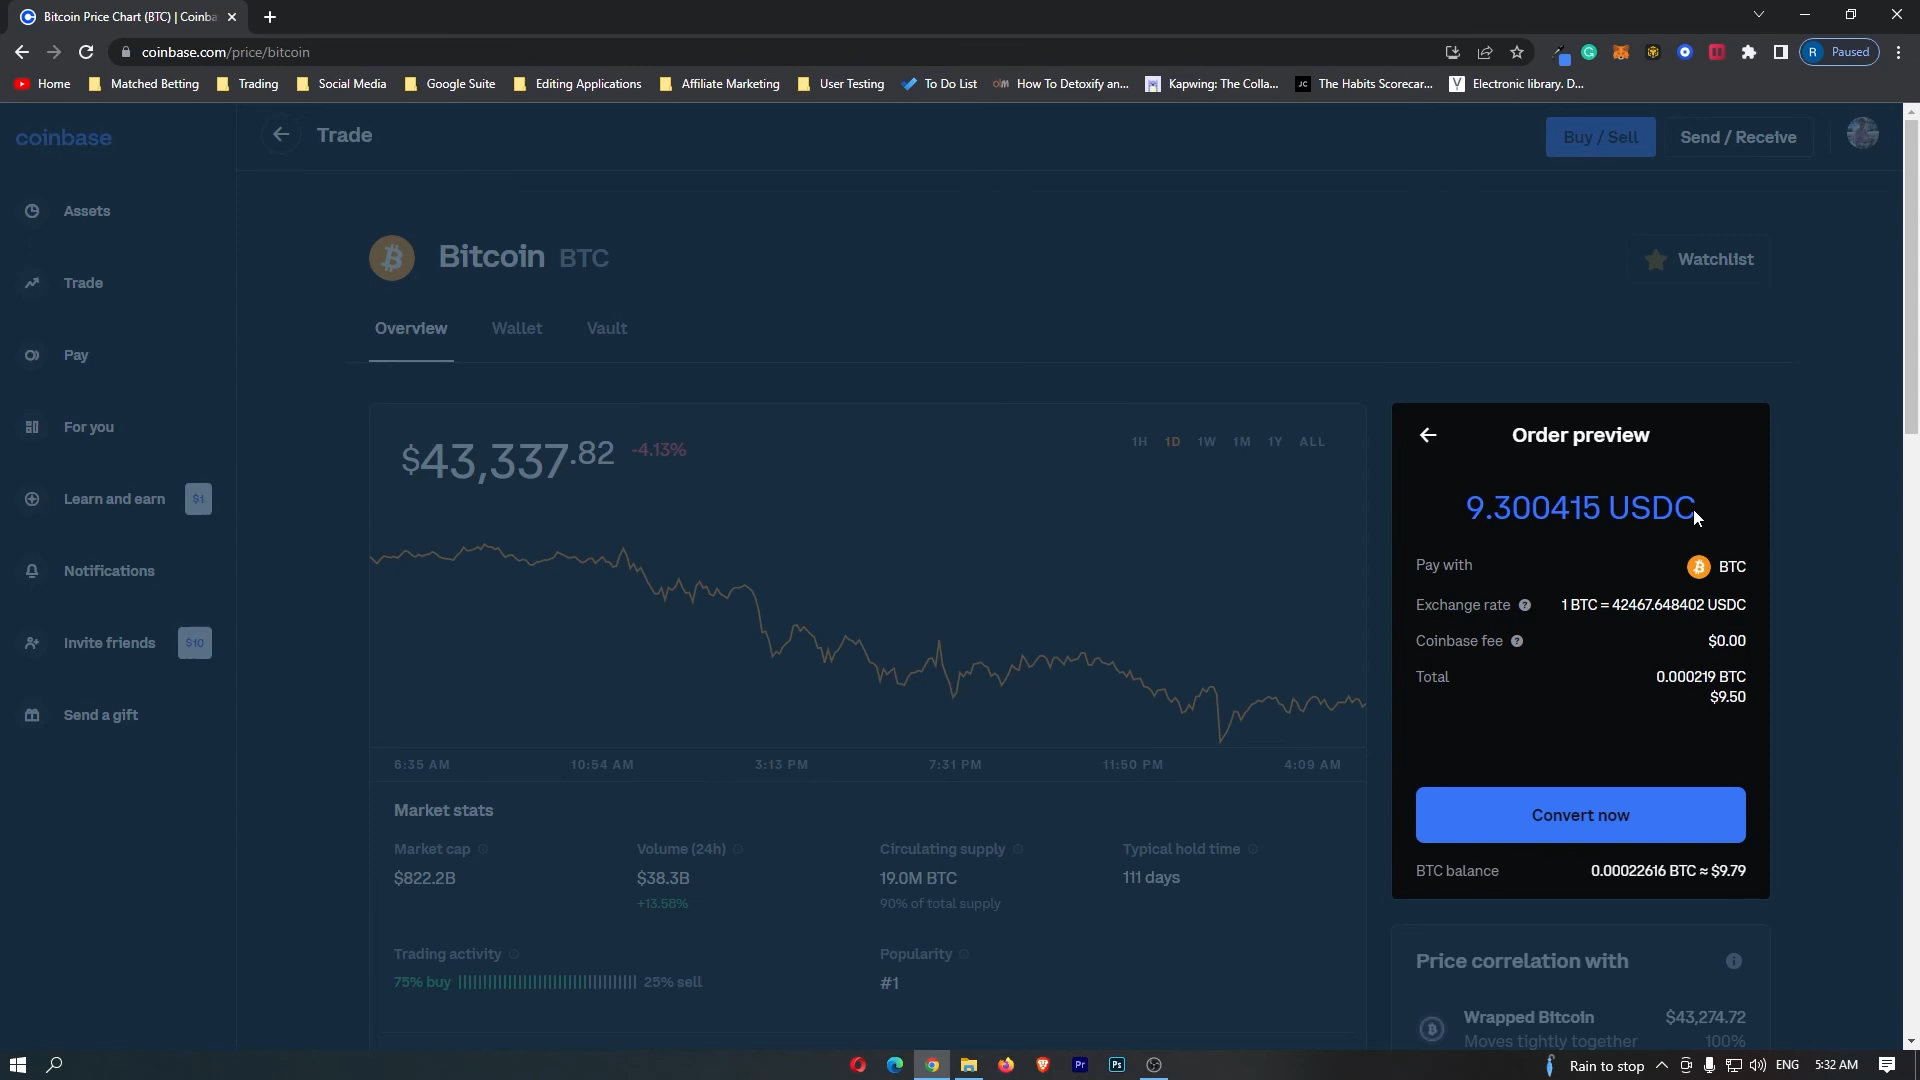 Bitcoin Price Chart (BTC) | Coinba
coinbase.com/price/bitcoin
R Paused
Home Matched Betting Trading Social Media Google Suite Editing Applications Affiliate Marketing User Testing To Do List How To Detoxify an... Kapwing: The Colla... JC The Habits Scorecar... Electronic library. D...
coinbase
Trade
Buy / Sell
Send / Receive
Assets
Trade
Pay
For you
Learn and earn $1
Notifications
Invite friends $10
Send a gift
Bitcoin BTC
Watchlist
Overview Wallet Vault
$43,337.82 -4.13%
1H 1D 1W 1M 1Y ALL
6:35 AM 10:54 AM 3:13 PM 7:31 PM 11:50 PM 4:09 AM
Market stats
Market cap Volume (24h) Circulating supply Typical hold time
$822.2B $38.3B 19.0M BTC 111 days
+13.58% 90% of total supply
Trading activity Popularity
75% buy 25% sell #1
Order preview
9.300415 USDC
Pay with BTC
Exchange rate 1 BTC = 42467.648402 USDC
Coinbase fee $0.00
Total 0.000219 BTC
$9.50
Convert now
BTC balance 0.00022616 BTC ≈ $9.79
Price correlation with
Wrapped Bitcoin $43,274.72
Moves tightly together 100%
Pr Ps
Rain to stop ENG 5:32 AM